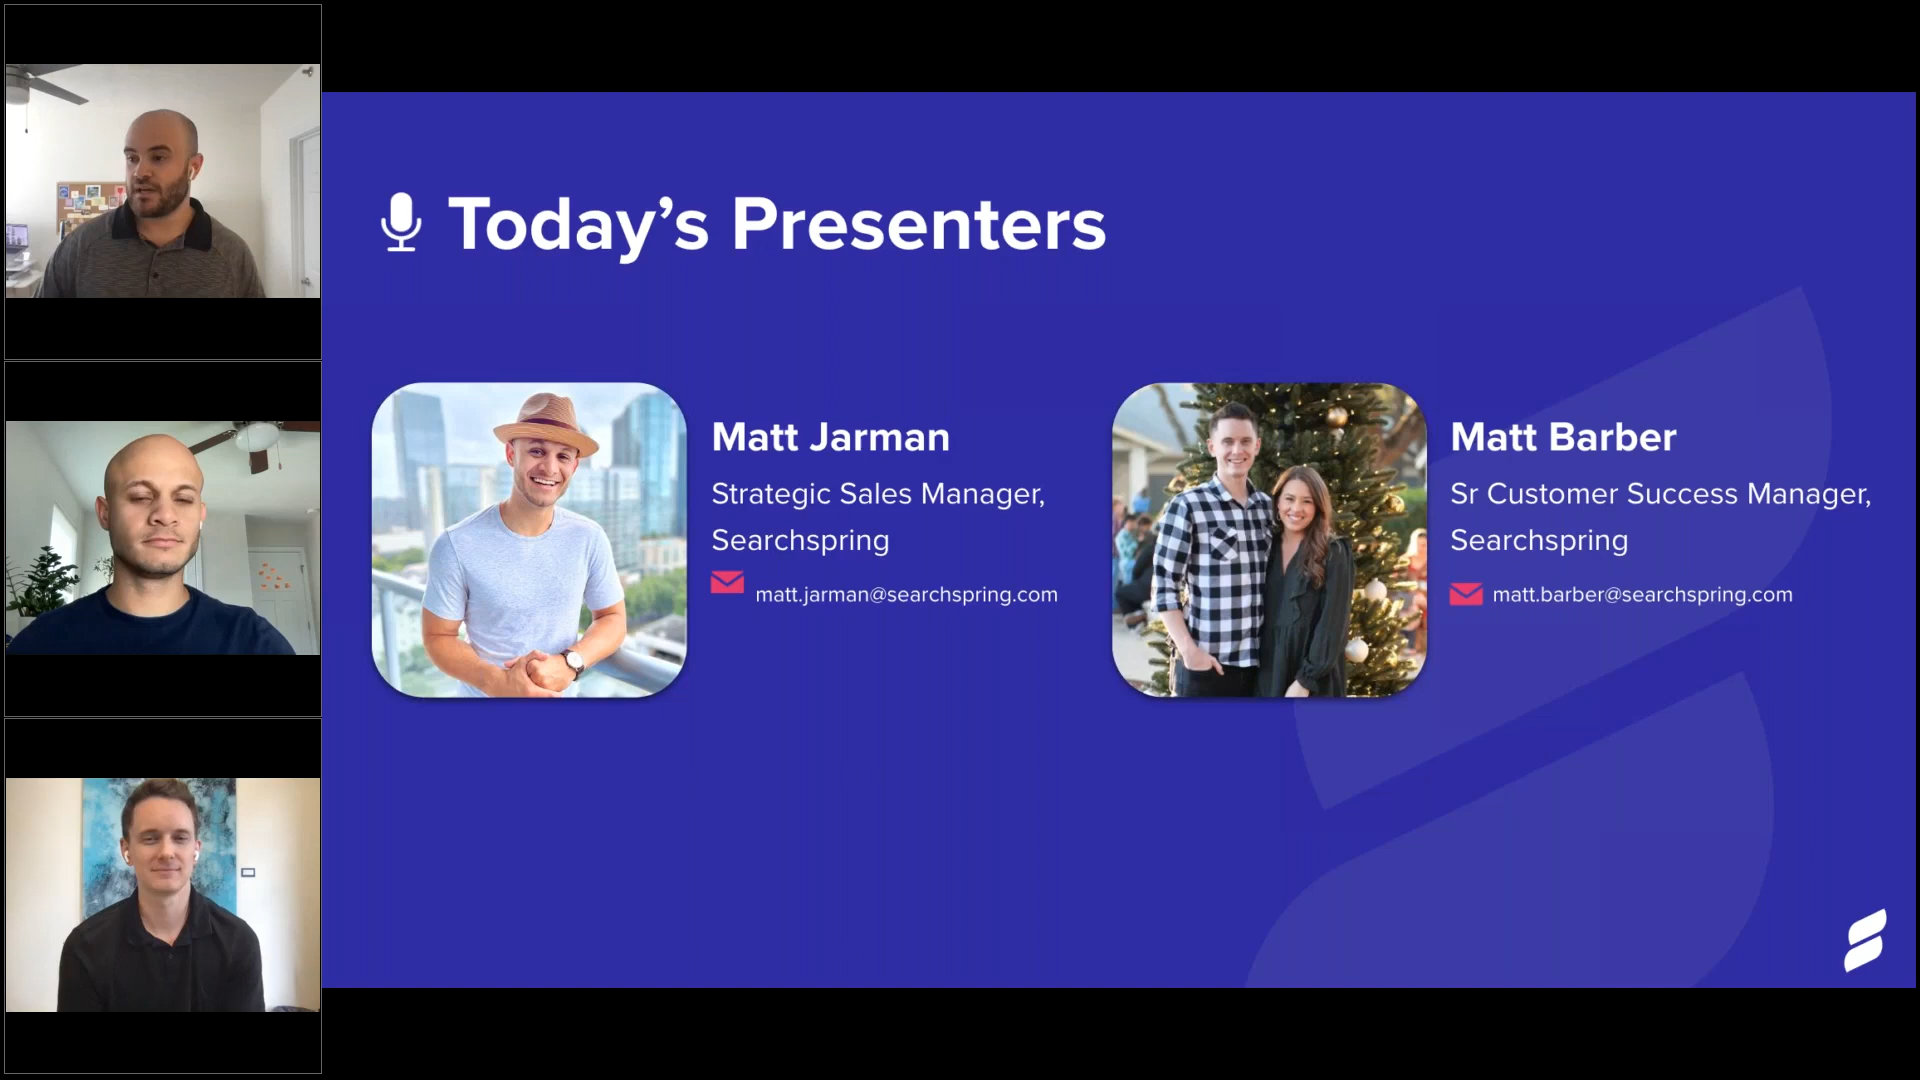 Today’s Presenters
Matt Jarman
Strategic Sales Manager,
Searchspring
matt.jarman@searchspring.com
Matt Barber
Sr Customer Success Manager,
Searchspring
matt.barber@searchspring.com